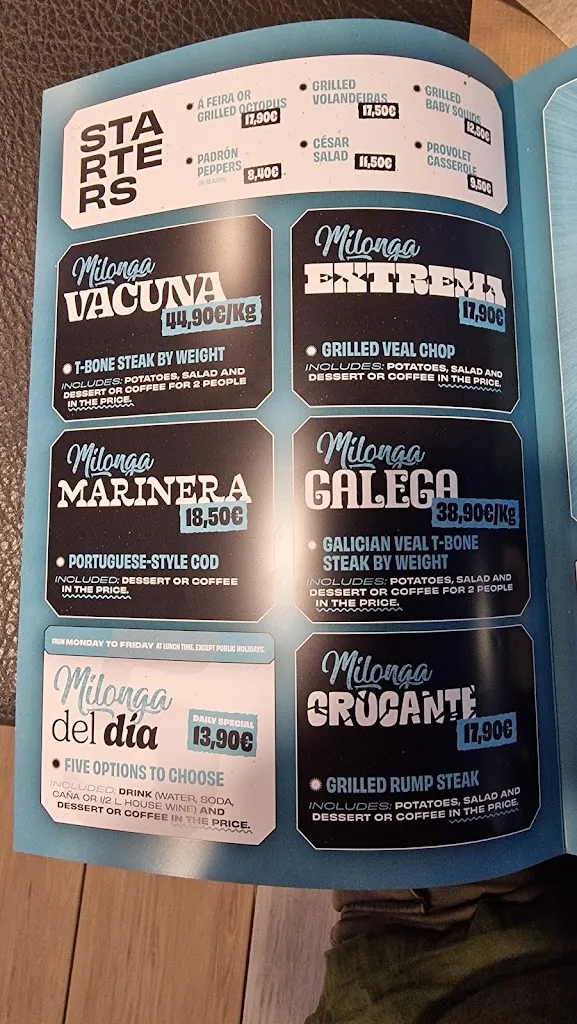 STA
RTE
RS
Á FEIRA OR
GRILLED OCTOPUS
17,90€
GRILLED
VOLANDEIRAS
17,50€
GRILLED
BABY SQUIDS
12,50€
PADRÓN
PEPPERS
(IN SEASON)
8,40€
CÉSAR
SALAD
11,50€
PROVOLET
CASSEROLE
9,50€
Milonga
VACUNA
44,90€/Kg
T-BONE STEAK BY WEIGHT
INCLUDES: POTATOES, SALAD AND
DESSERT OR COFFEE FOR 2 PEOPLE
IN THE PRICE.
Milonga
EXTREMA
17,90€
GRILLED VEAL CHOP
INCLUDES: POTATOES, SALAD AND
DESSERT OR COFFEE IN THE PRICE.
Milonga
MARINERA
18,50€
PORTUGUESE-STYLE COD
INCLUDED: DESSERT OR COFFEE
IN THE PRICE.
Milonga
GALEGA
38,90€/Kg
GALICIAN VEAL T-BONE
STEAK BY WEIGHT
INCLUDES: POTATOES, SALAD AND
DESSERT OR COFFEE FOR 2 PEOPLE
IN THE PRICE.
FROM MONDAY TO FRIDAY AT LUNCH TIME, EXCEPT PUBLIC HOLIDAYS.
Milonga
del día
DAILY SPECIAL
13,90€
FIVE OPTIONS TO CHOOSE
INCLUDED: DRINK (WATER, SODA,
CAÑA OR 1/2 L. HOUSE WINE) AND
DESSERT OR COFFEE IN THE PRICE.
Milonga
CROCANTE
17,90€
GRILLED RUMP STEAK
INCLUDES: POTATOES, SALAD AND
DESSERT OR COFFEE IN THE PRICE.